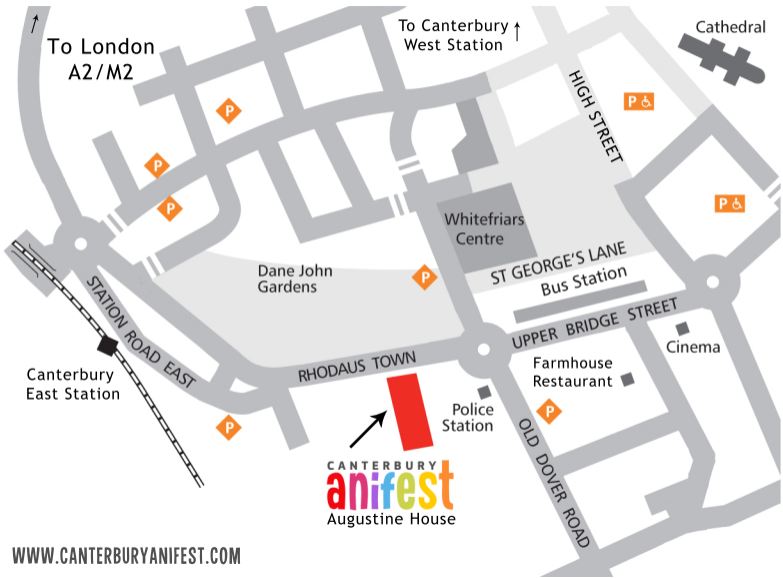 To London
A2/M2
To Canterbury
West Station
Cathedral
P
P
P
P
P
HIGH STREET
P
Whitefriars
Centre
Dane John
Gardens
P
ST GEORGE'S LANE
Bus Station
UPPER BRIDGE STREET
Cinema
STATION ROAD EAST
RHODAUS TOWN
Farmhouse
Restaurant
Canterbury
East Station
Police
Station
P
P
OLD DOVER ROAD
CANTERBURY
anifest
Augustine House
WWW.CANTERBURYANIFEST.COM